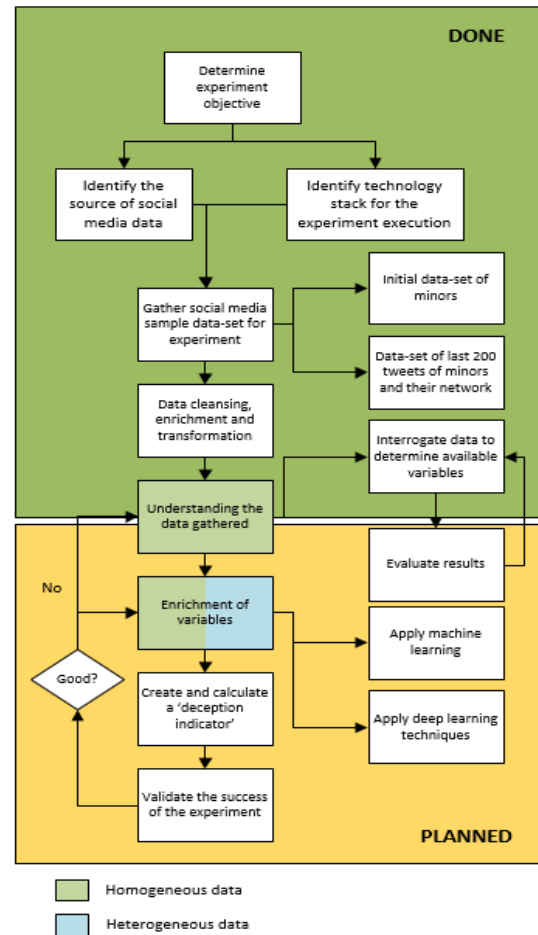 DONE
Determine
experiment
objective
Identify the
source of social
media data
Identify technology
stack for the
experiment execution
Gather social media
sample data-set for
experiment
Initial data-set of
minors
Data-set of last 200
tweets of minors
and their network
Data cleansing,
enrichment and
transformation
Interrogate data to
determine available
variables
Understanding the
data gathered
Evaluate results
No
Enrichment of
variables
Apply machine
learning
Good?
Create and calculate
a ‘deception
indicator’
Apply deep learning
techniques
Validate the success
of the experiment
PLANNED
Homogeneous data
Heterogeneous data